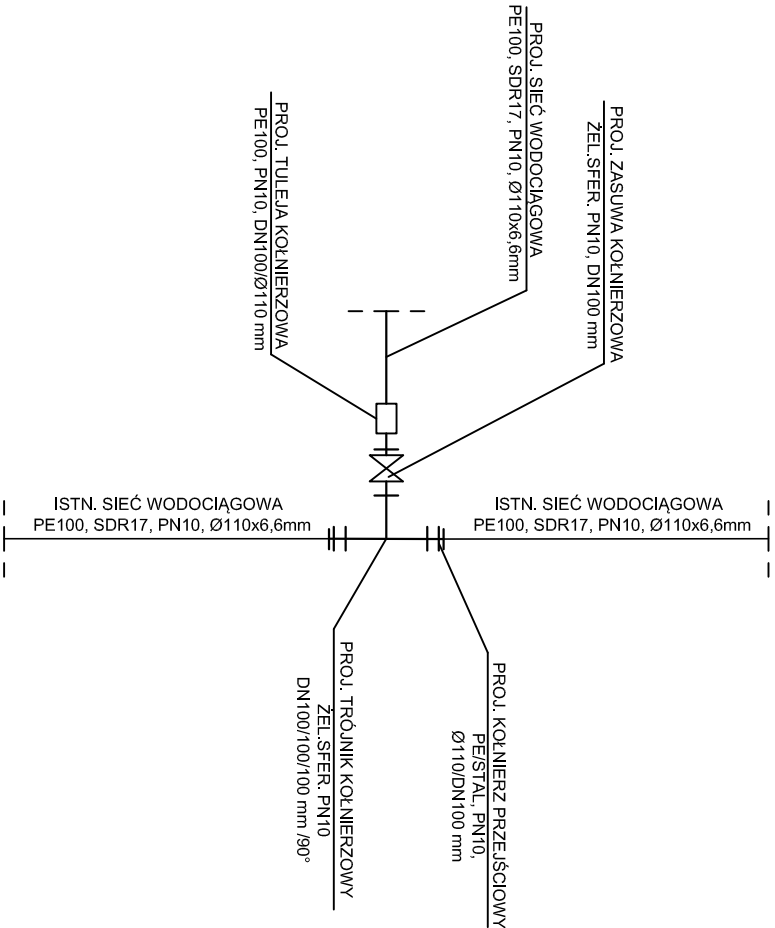 PROJ. SIEĆ WODOCIĄGOWA
PE100, SDR17, PN10, Ø110x6,6mm
PROJ. ZASUWA KOŁNIERZOWA
ŻEL.SFER. PN10, DN100 mm
PROJ. TULEJA KOŁNIERZOWA
PE100, PN10, DN100/Ø110 mm
ISTN. SIEĆ WODOCIĄGOWA
PE100, SDR17, PN10, Ø110x6,6mm
ISTN. SIEĆ WODOCIĄGOWA
PE100, SDR17, PN10, Ø110x6,6mm
PROJ. KOŁNIERZ PRZEJŚCIOWY
PE/STAL, PN10,
Ø110/DN100 mm
PROJ. TRÓJNIK KOŁNIERZOWY
ŻEL.SFER. PN10
DN100/100/100 mm /90°